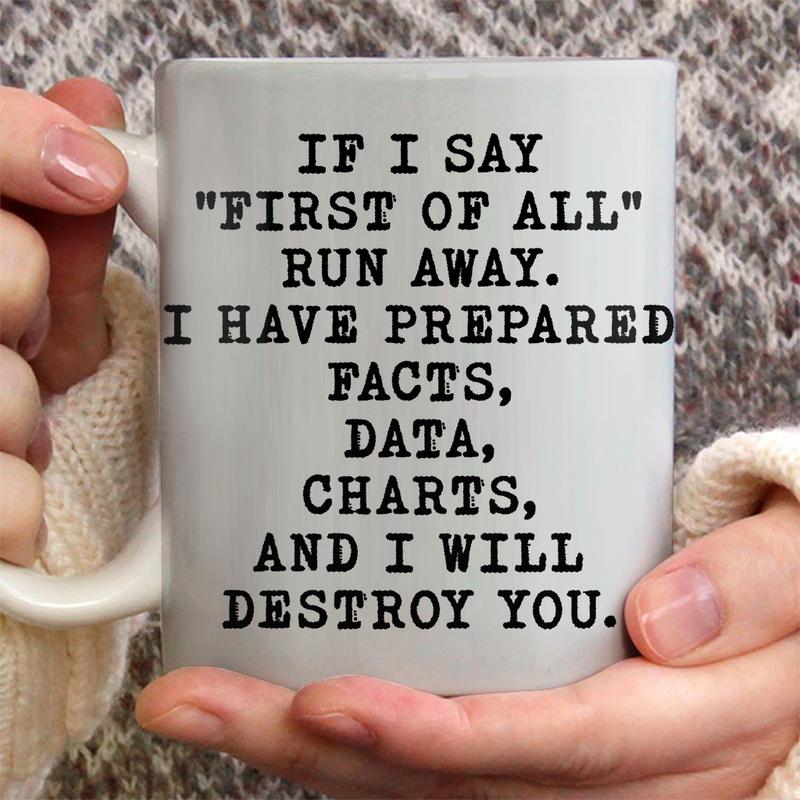 IF I SAY
"FIRST OF ALL"
RUN AWAY.
I HAVE PREPARED
FACTS,
DATA,
CHARTS,
AND I WILL
DESTROY YOU.